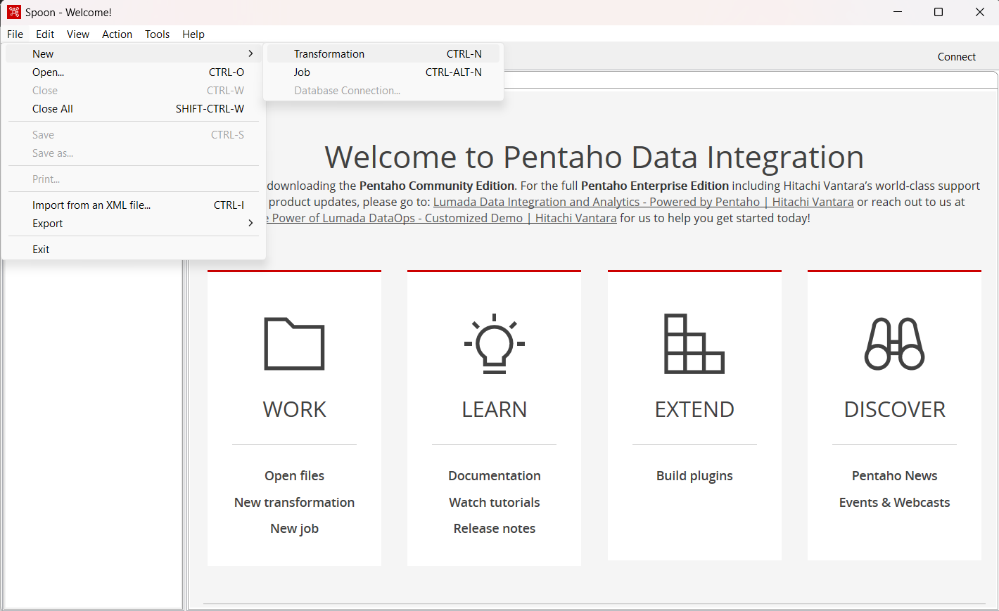 Spoon - Welcome!
File Edit View Action Tools Help
New
Open... CTRL-O
Close CTRL-W
Close All SHIFT-CTRL-W
Save CTRL-S
Save as...
Print...
Import from an XML file... CTRL-I
Export
Exit
Transformation CTRL-N
Job CTRL-ALT-N
Database Connection...
Connect
Welcome to Pentaho Data Integration
downloading the Pentaho Community Edition. For the full Pentaho Enterprise Edition including Hitachi Vantara’s world-class support
product updates, please go to: Lumada Data Integration and Analytics - Powered by Pentaho | Hitachi Vantara or reach out to us at
Power of Lumada DataOps - Customized Demo | Hitachi Vantara for us to help you get started today!
WORK
Open files
New transformation
New job
LEARN
Documentation
Watch tutorials
Release notes
EXTEND
Build plugins
DISCOVER
Pentaho News
Events & Webcasts